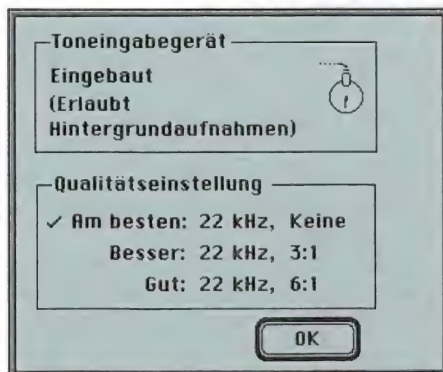 Toneingabegerät
Eingebaut
(Erlaubt
Hintergrundaufnahmen)
Qualitätseinstellung
✓ Am besten: 22 kHz, Keine
Besser: 22 kHz, 3:1
Gut: 22 kHz, 6:1
OK